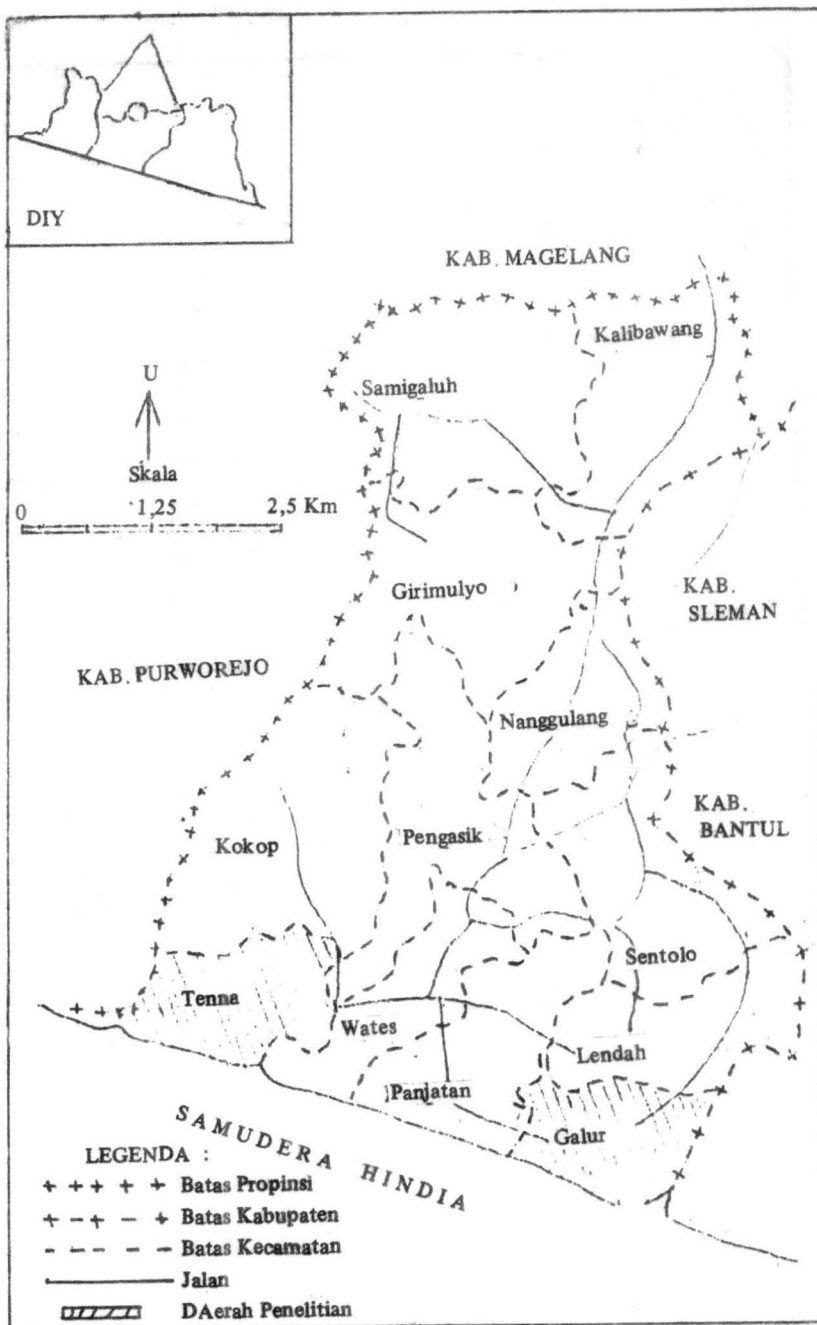 DIY
KAB. MAGELANG
Kalibawang
U
Samigaluh
Skala
0 1,25 2,5 Km
Girimulyo
KAB.
SLEMAN
KAB. PURWOREJO
Nanggulang
KAB.
BANTUL
Kokop
Pengasik
Sentolo
Tenna
Wates
Lendah
Panjatan
Galur
SAMUDERA HINDIA
LEGENDA :
Batas Propinsi
Batas Kabupaten
Batas Kecamatan
Jalan
DAerah Penelitian